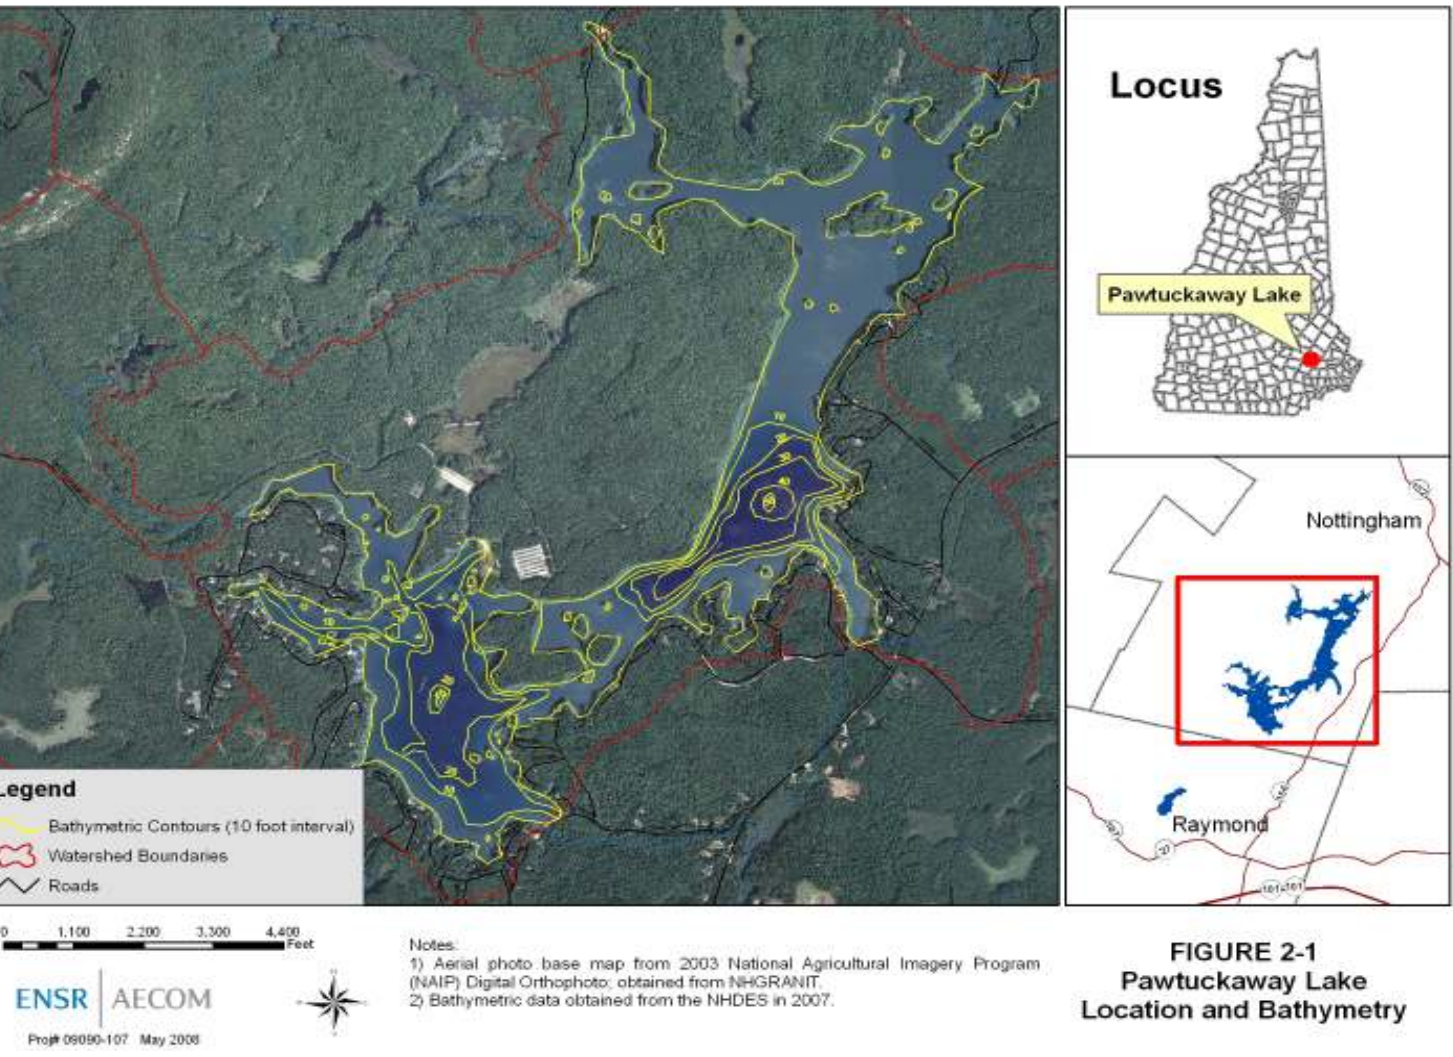 Locus
Pawtuckaway Lake
10
40
Nottingham
Raymond
Legend
Bathymetric Contours (10 foot interval)
Watershed Boundaries
Roads
0 1,100 2,200 3,300 4,400
Feet
ENSR AECOM
Proj# 09090-107 May 2008
Notes:
1) Aerial photo base map from 2003 National Agricultural Imagery Program
(NAIP) Digital Orthophoto; obtained from NHGRANIT.
2) Bathymetric data obtained from the NHDES in 2007.
FIGURE 2-1
Pawtuckaway Lake
Location and Bathymetry